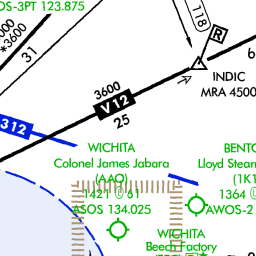 OS-3PT 123.875
*3600
31
118
R
6
3600
V12
25
INDIC
MRA 4500
312
WICHITA
Colonel James Jabara
(AAO)
1421 Ⓛ 61
ASOS 134.025
BENTO
Lloyd Stear
(1K1
1364 Ⓛ
AWOS-2
WICHITA
Beech Factory